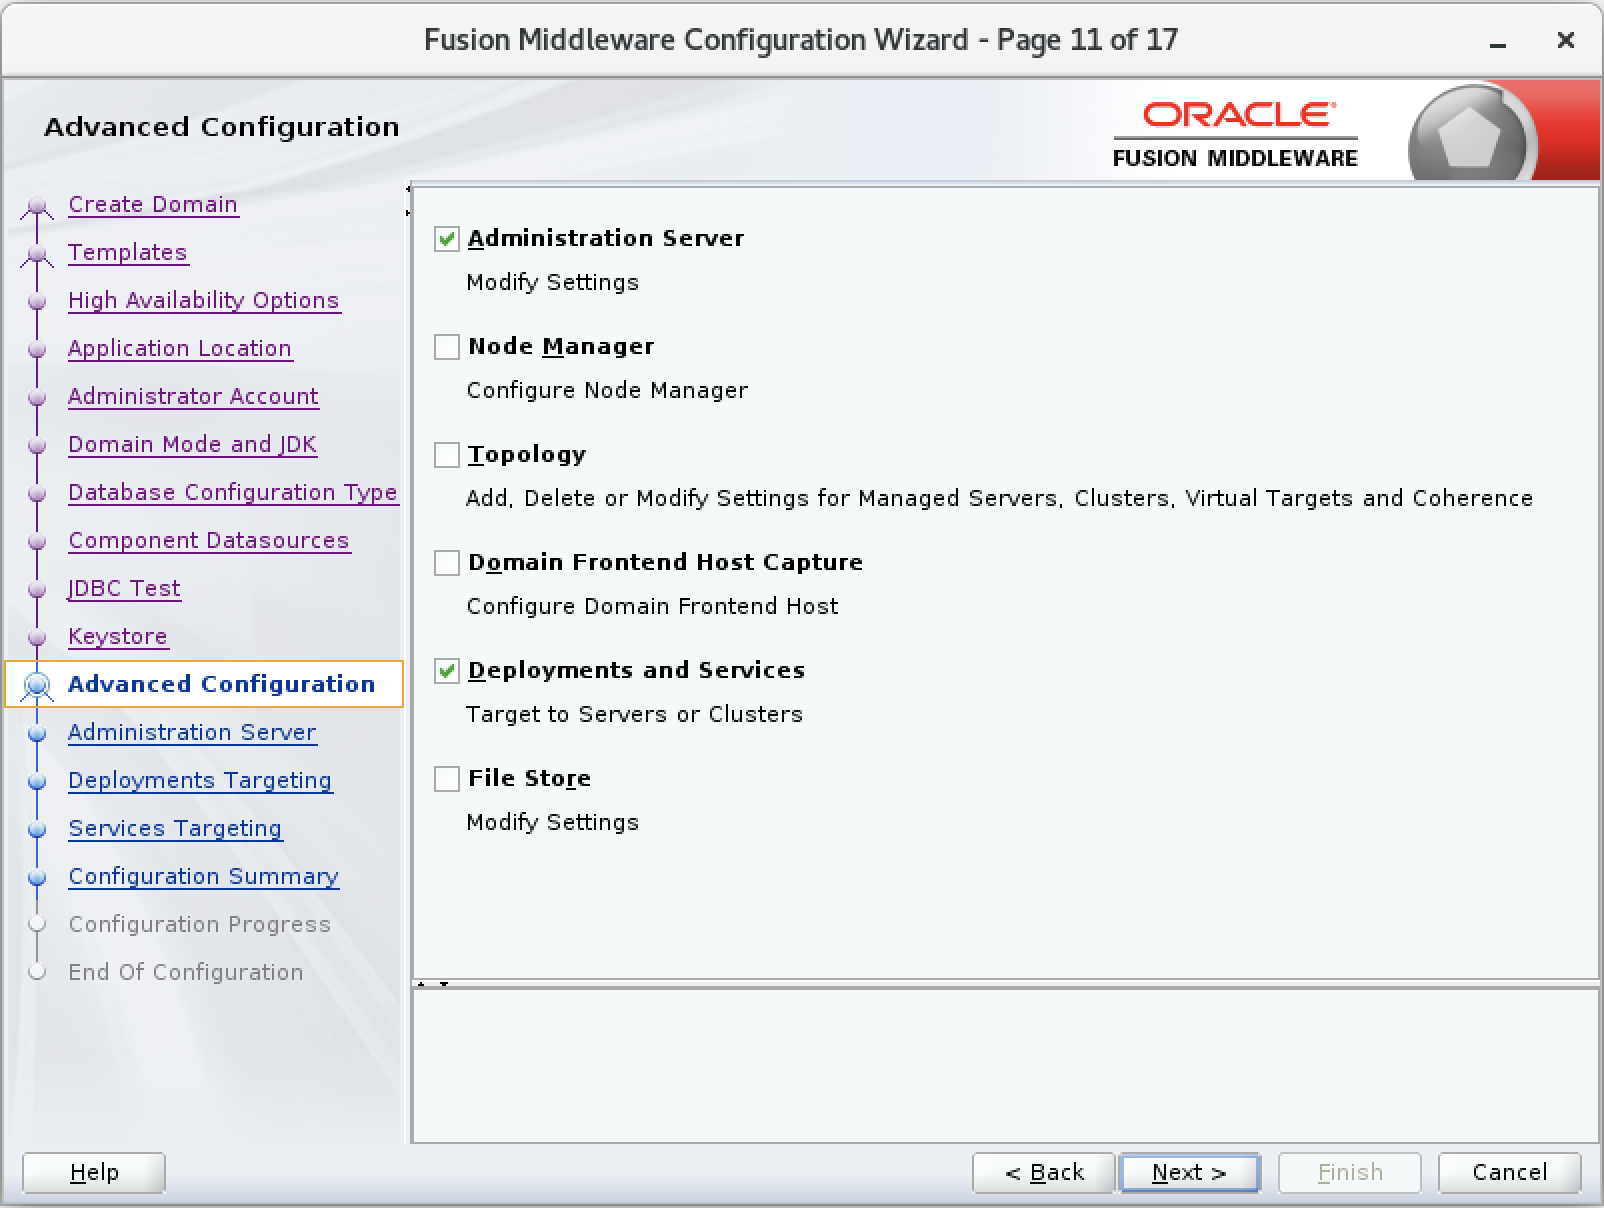 Fusion Middleware Configuration Wizard - Page 11 of 17
Advanced Configuration
ORACLE
FUSION MIDDLEWARE
Create Domain
Templates
High Availability Options
Application Location
Administrator Account
Domain Mode and JDK
Database Configuration Type
Component Datasources
JDBC Test
Keystore
Advanced Configuration
Administration Server
Deployments Targeting
Services Targeting
Configuration Summary
Configuration Progress
End Of Configuration
Administration Server
Modify Settings
Node Manager
Configure Node Manager
Topology
Add, Delete or Modify Settings for Managed Servers, Clusters, Virtual Targets and Coherence
Domain Frontend Host Capture
Configure Domain Frontend Host
Deployments and Services
Target to Servers or Clusters
File Store
Modify Settings
Help
< Back
Next >
Finish
Cancel